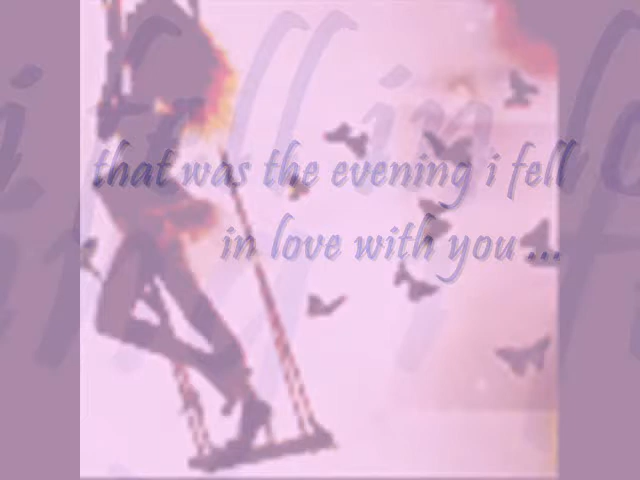 that was the evening i fell
in love with you ...